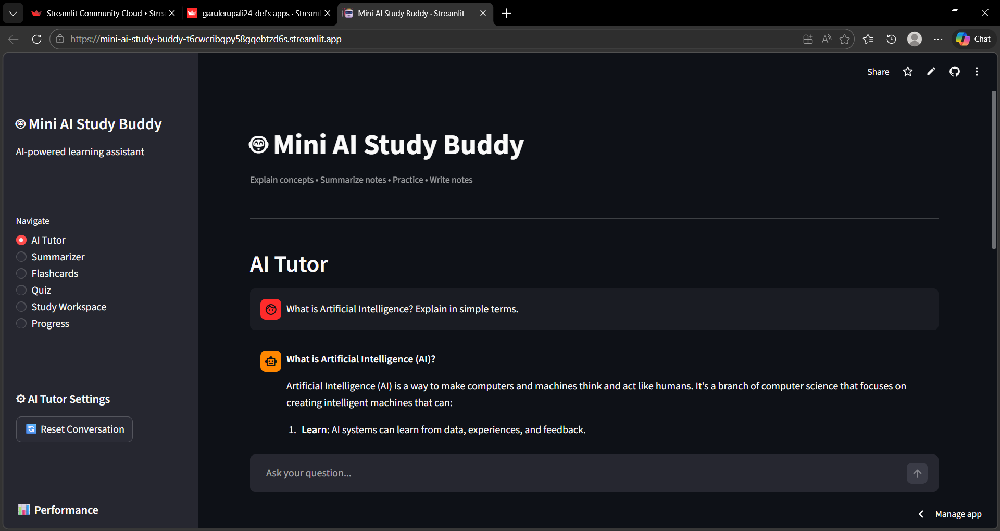 Streamlit Community Cloud • Strea
garulerupali24-del's apps · Streaml
Mini AI Study Buddy · Streamlit
https://mini-ai-study-buddy-t6cwcribqpy58gqebtzd6s.streamlit.app
Chat
Share
Mini AI Study Buddy
AI-powered learning assistant
Navigate
AI Tutor
Summarizer
Flashcards
Quiz
Study Workspace
Progress
AI Tutor Settings
Reset Conversation
Performance
Mini AI Study Buddy
Explain concepts • Summarize notes • Practice • Write notes
AI Tutor
What is Artificial Intelligence? Explain in simple terms.
What is Artificial Intelligence (AI)?
Artificial Intelligence (AI) is a way to make computers and machines think and act like humans. It's a branch of computer science that focuses on
creating intelligent machines that can:
1. Learn: AI systems can learn from data, experiences, and feedback.
Ask your question...
Manage app